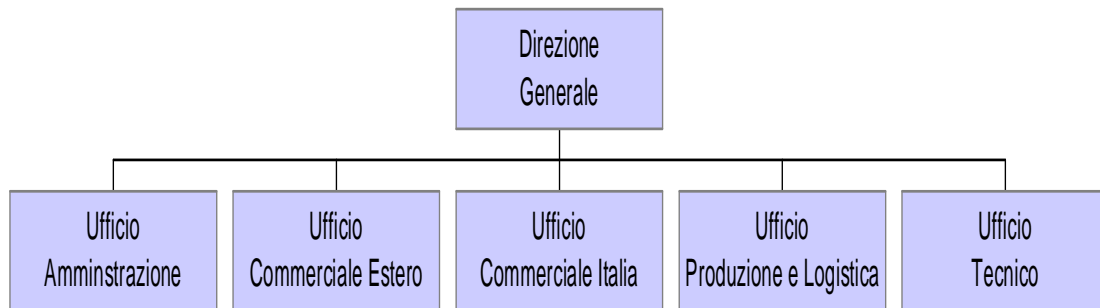 Direzione
Generale
Ufficio
Amminstrazione
Ufficio
Commerciale Estero
Ufficio
Commerciale Italia
Ufficio
Produzione e Logistica
Ufficio
Tecnico